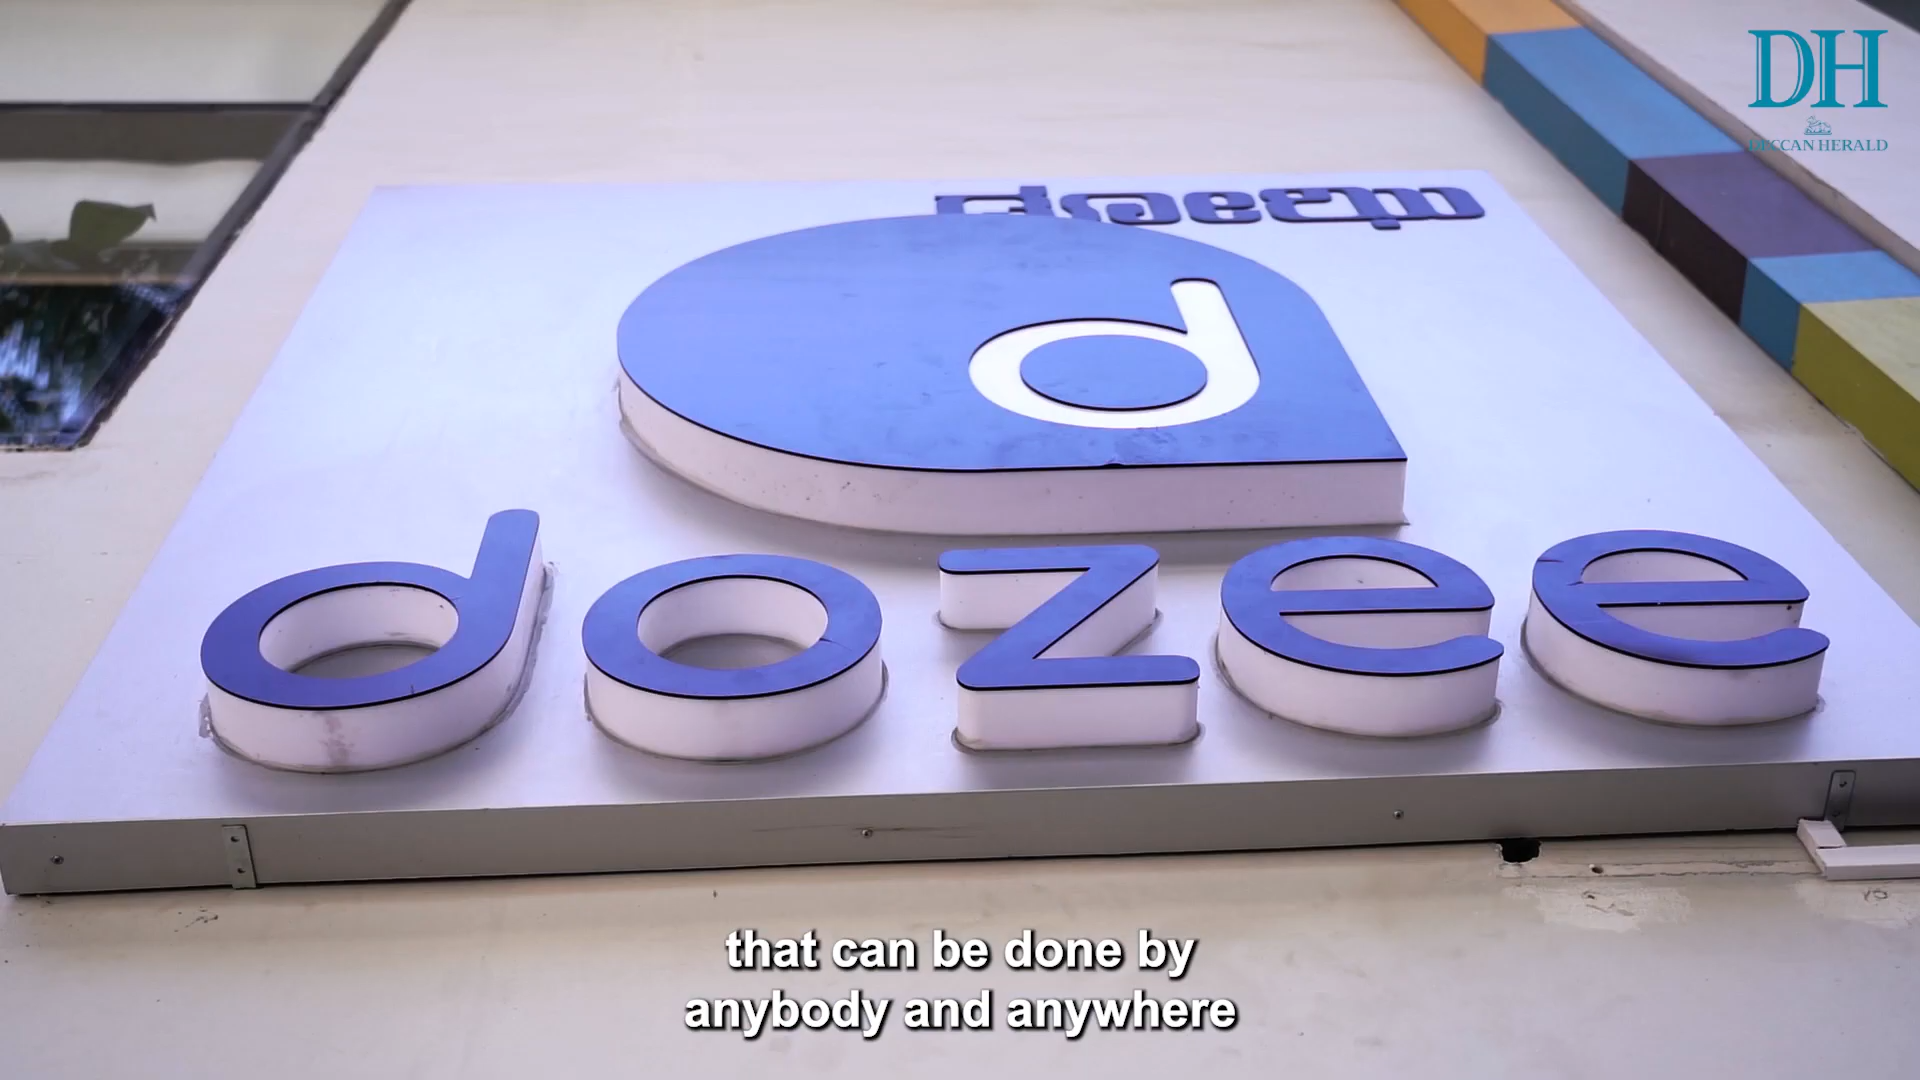 DH
DECCAN HERALD
d
dozee
that can be done by
anybody and anywhere